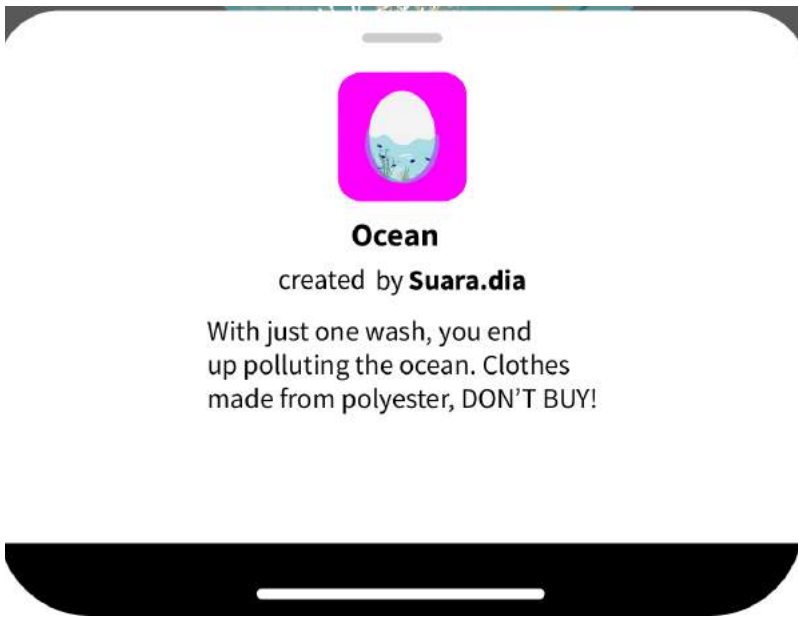 Ocean
created by Suara.dia
With just one wash, you end
up polluting the ocean. Clothes
made from polyester, DON’T BUY!